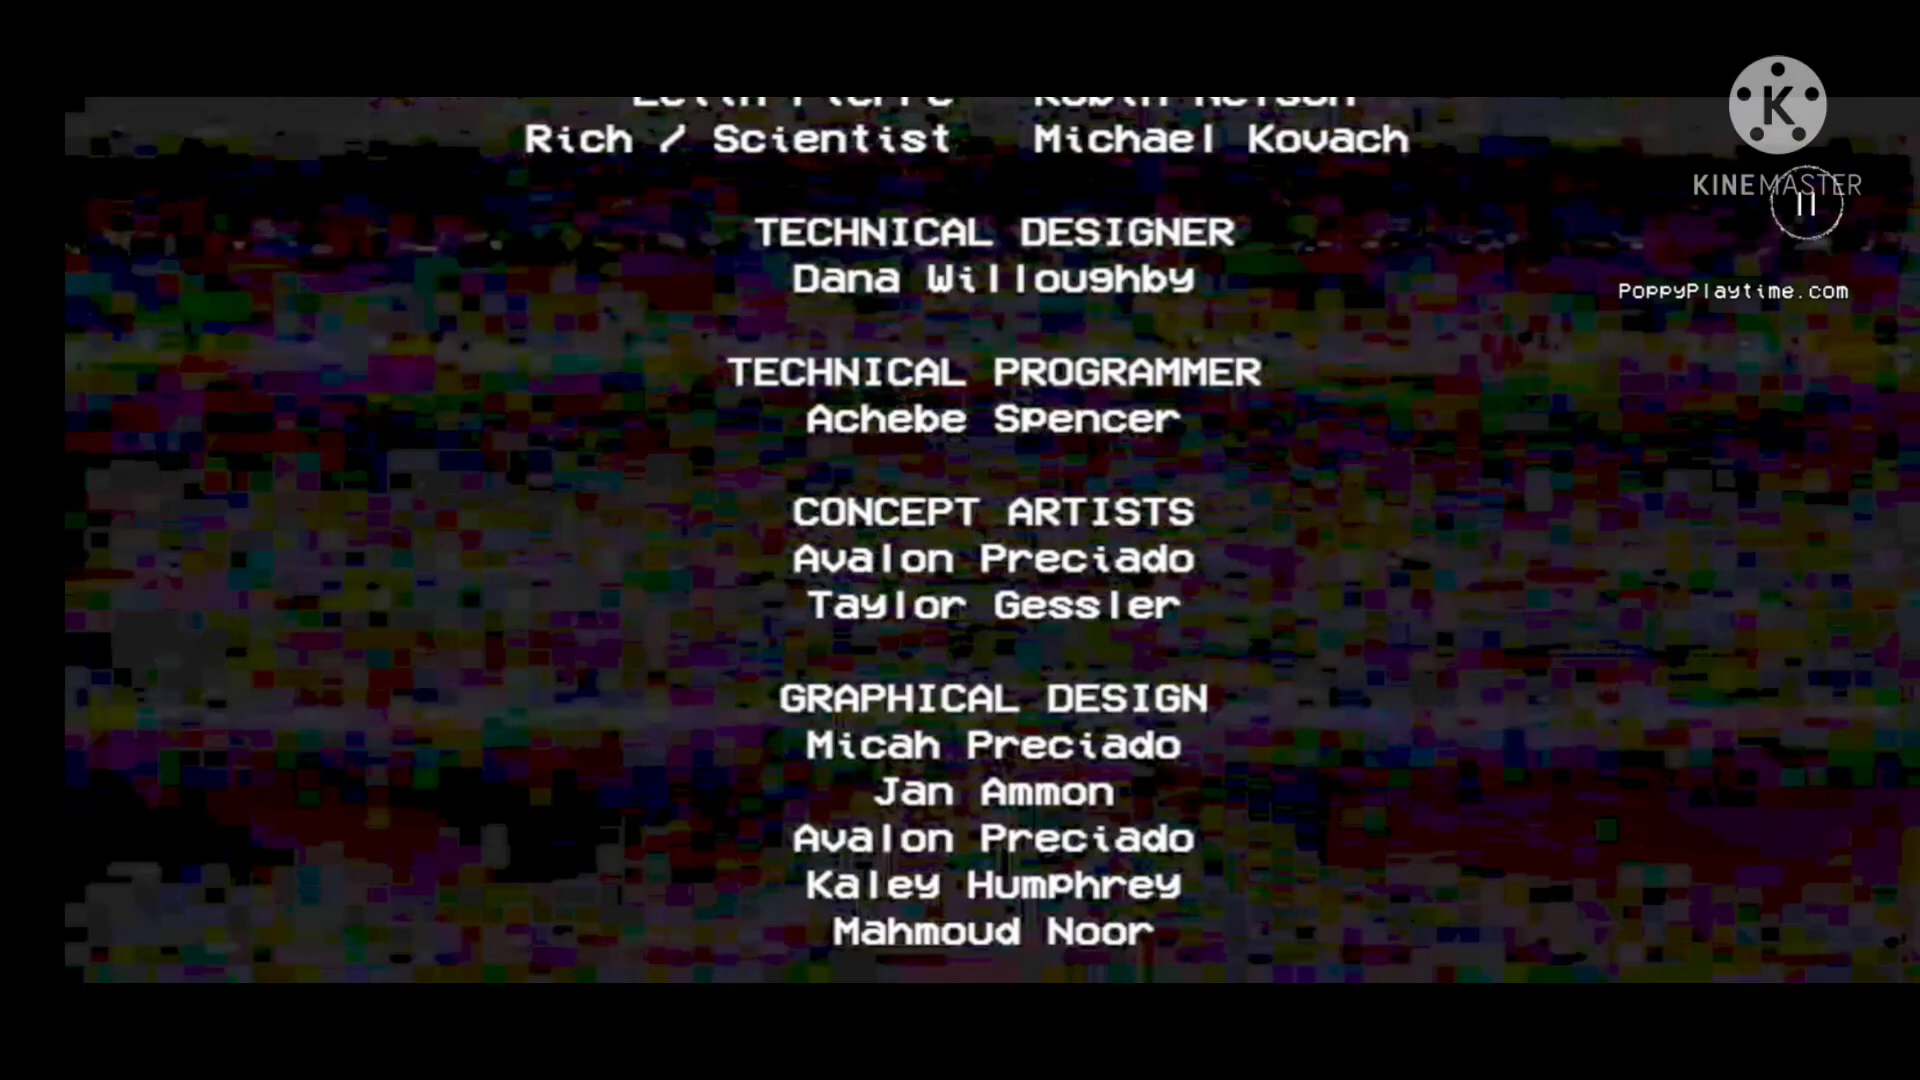 Rich / Scientist Michael Kovach
TECHNICAL DESIGNER
Dana Willoughby
TECHNICAL PROGRAMMER
Achebe Spencer
CONCEPT ARTISTS
Avalon Preciado
Taylor Gessler
GRAPHICAL DESIGN
Micah Preciado
Jan Ammon
Avalon Preciado
Kaley Humphrey
Mahmoud Noor
K
KINEMASTER
PoppyPlaytime.com